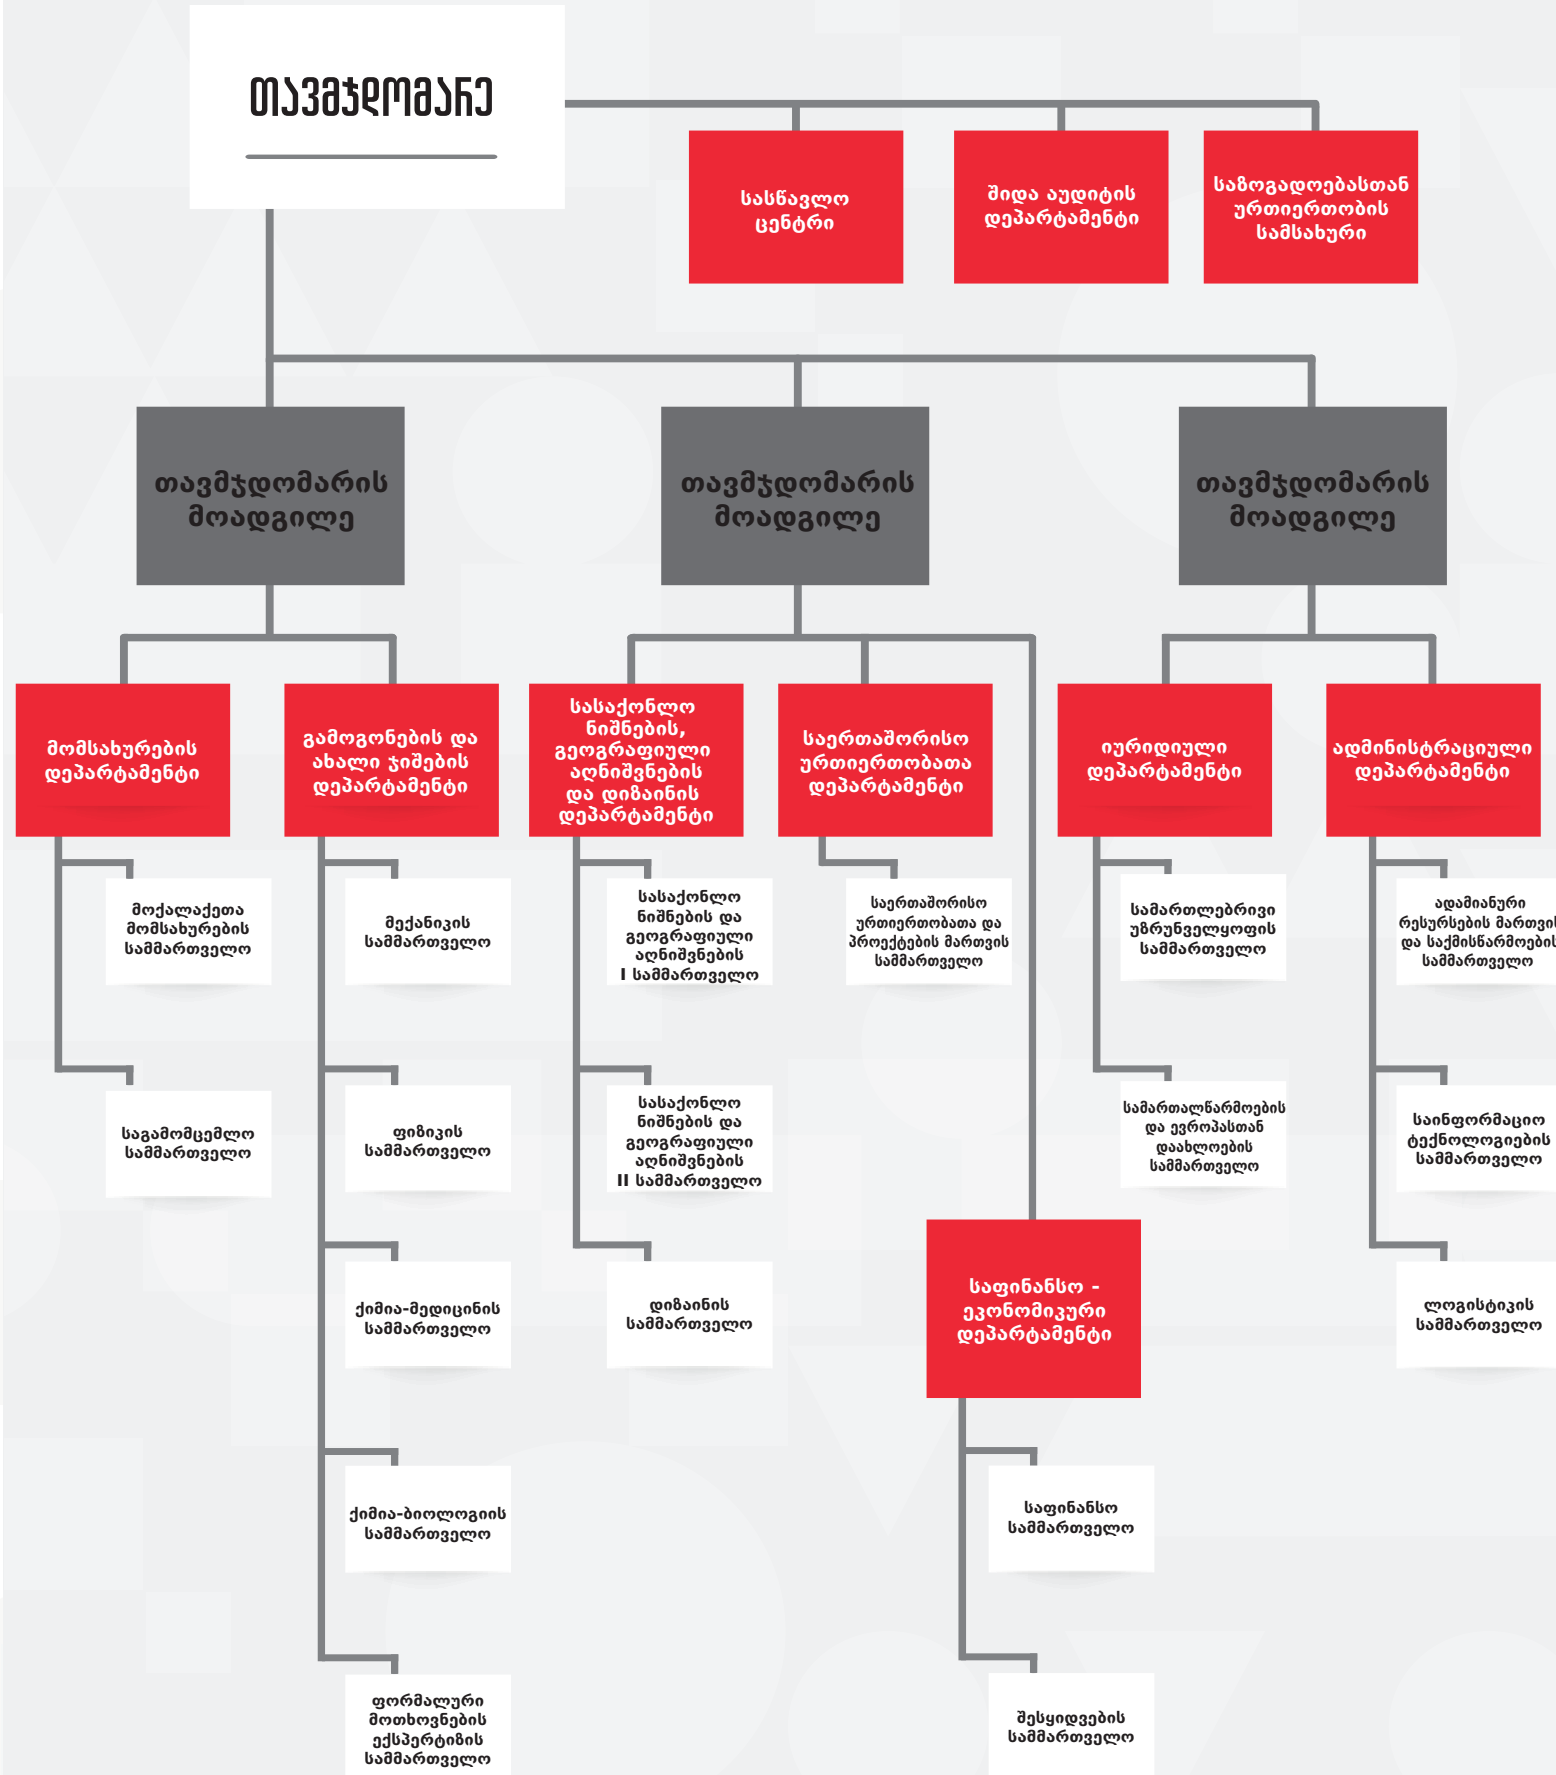 თავმჯდომარე
სასწავლო
ცენტრი
შიდა აუდიტის
დეპარტამენტი
საზოგადოებასთან
ურთიერთობის
სამსახური
თავმჯდომარის
მოადგილე
თავმჯდომარის
მოადგილე
თავმჯდომარის
მოადგილე
მომსახურების
დეპარტამენტი
გამოგონების და
ახალი ჯიშების
დეპარტამენტი
სასაქონლო
ნიშნების,
გეოგრაფიული
აღნიშვნების
და დიზაინის
დეპარტამენტი
საერთაშორისო
ურთიერთობათა
დეპარტამენტი
იურიდიული
დეპარტამენტი
ადმინისტრაციული
დეპარტამენტი
მოქალაქეთა
მომსახურების
სამმართველო
მექანიკის
სამმართველო
სასაქონლო
ნიშნების და
გეოგრაფიული
აღნიშვნების
I სამმართველო
საერთაშორისო
ურთიერთობათა და
პროექტების მართვის
სამმართველო
სამართლებრივი
უზრუნველყოფის
სამმართველო
ადამიანური
რესურსების მართვის
და საქმისწარმოების
სამმართველო
საგამომცემლო
სამმართველო
ფიზიკის
სამმართველო
სასაქონლო
ნიშნების და
გეოგრაფიული
აღნიშვნების
II სამმართველო
სამართალწარმოების
და ევროპასთან
დაახლოების
სამმართველო
საინფორმაციო
ტექნოლოგიების
სამმართველო
ქიმია-მედიცინის
სამმართველო
დიზაინის
სამმართველო
საფინანსო -
ეკონომიკური
დეპარტამენტი
ლოგისტიკის
სამმართველო
ქიმია-ბიოლოგიის
სამმართველო
საფინანსო
სამმართველო
ფორმალური
მოთხოვნების
ექსპერტიზის
სამმართველო
შესყიდვების
სამმართველო